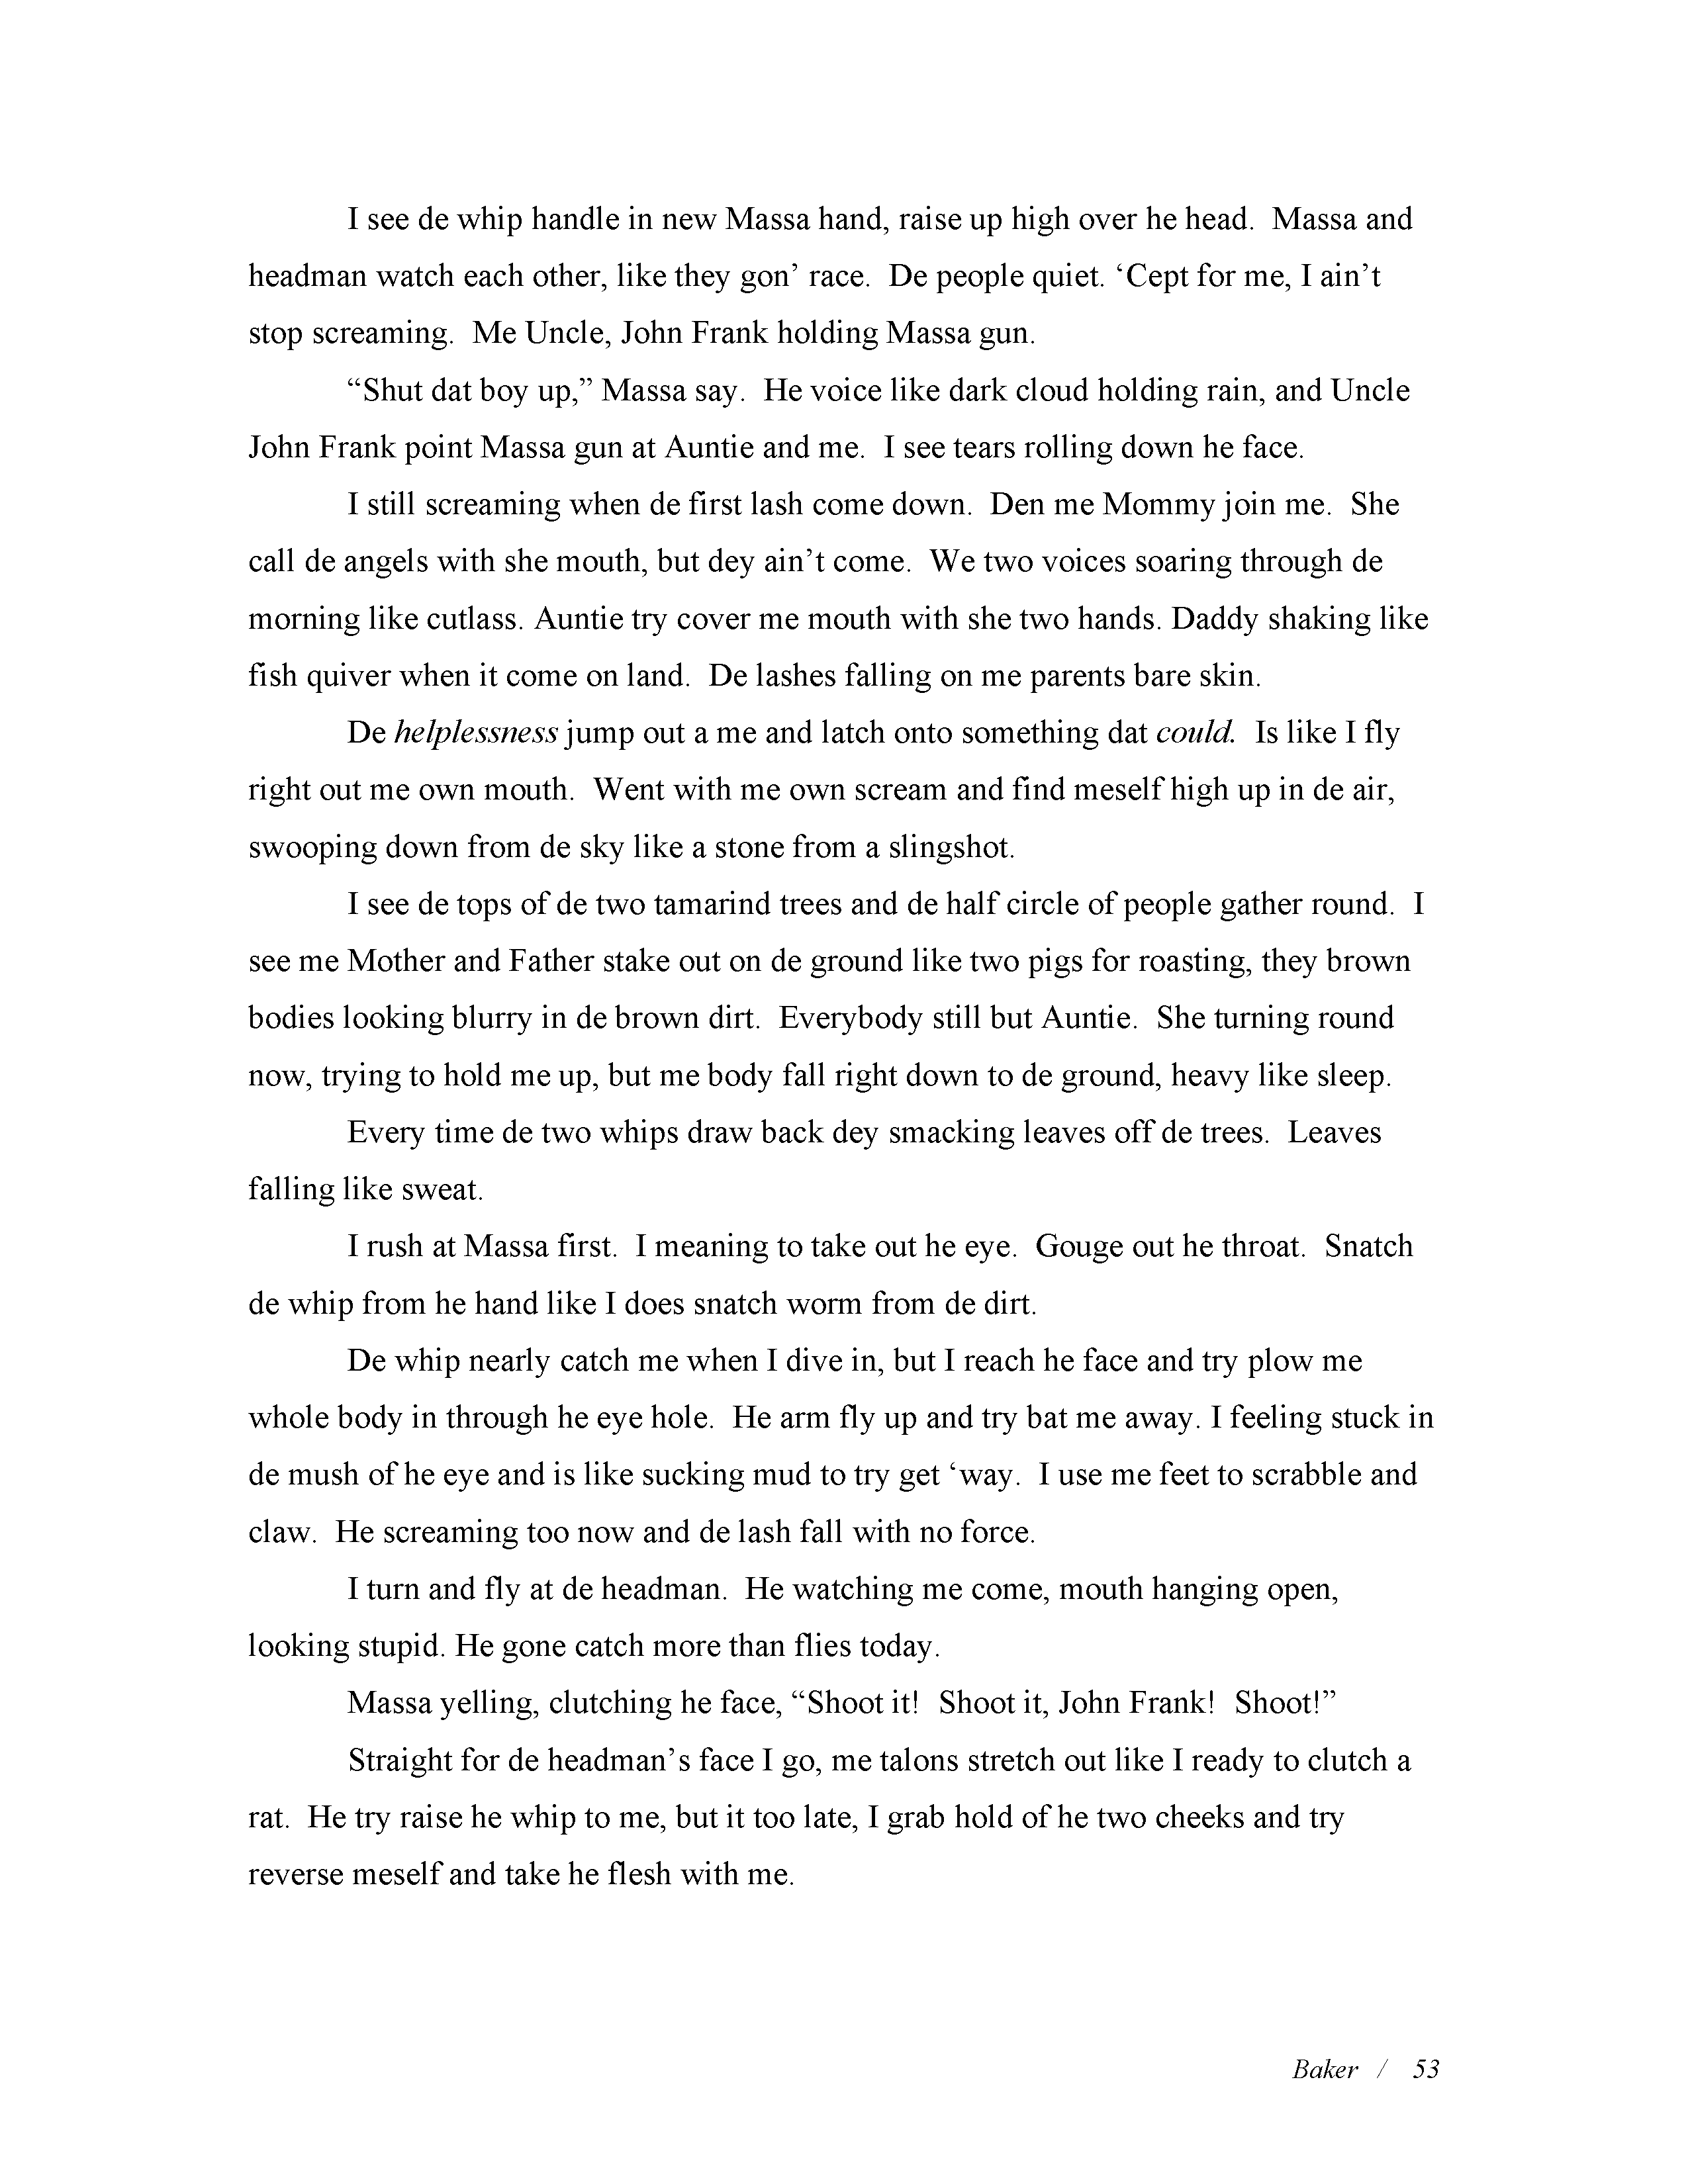 I see de whip handle in new Massa hand, raise up high over he head.  Massa and
headman watch each other, like they gon’ race.  De people quiet. ‘Cept for me, I ain’t
stop screaming.  Me Uncle, John Frank holding Massa gun.
“Shut dat boy up,” Massa say.  He voice like dark cloud holding rain, and Uncle
John Frank point Massa gun at Auntie and me.  I see tears rolling down he face.
I still screaming when de first lash come down.  Den me Mommy join me.  She
call de angels with she mouth, but dey ain’t come.  We two voices soaring through de
morning like cutlass. Auntie try cover me mouth with she two hands. Daddy shaking like
fish quiver when it come on land.  De lashes falling on me parents bare skin.
De helplessness jump out a me and latch onto something dat could.  Is like I fly
right out me own mouth.  Went with me own scream and find meself high up in de air,
swooping down from de sky like a stone from a slingshot.
I see de tops of de two tamarind trees and de half circle of people gather round.  I
see me Mother and Father stake out on de ground like two pigs for roasting, they brown
bodies looking blurry in de brown dirt.  Everybody still but Auntie.  She turning round
now, trying to hold me up, but me body fall right down to de ground, heavy like sleep.
Every time de two whips draw back dey smacking leaves off de trees.  Leaves
falling like sweat.
I rush at Massa first.  I meaning to take out he eye.  Gouge out he throat.  Snatch
de whip from he hand like I does snatch worm from de dirt.
De whip nearly catch me when I dive in, but I reach he face and try plow me
whole body in through he eye hole.  He arm fly up and try bat me away. I feeling stuck in
de mush of he eye and is like sucking mud to try get ‘way.  I use me feet to scrabble and
claw.  He screaming too now and de lash fall with no force.
I turn and fly at de headman.  He watching me come, mouth hanging open,
looking stupid. He gone catch more than flies today.
Massa yelling, clutching he face, “Shoot it!  Shoot it, John Frank!  Shoot!”
Straight for de headman’s face I go, me talons stretch out like I ready to clutch a
rat.  He try raise he whip to me, but it too late, I grab hold of he two cheeks and try
reverse meself and take he flesh with me.
Baker / 53